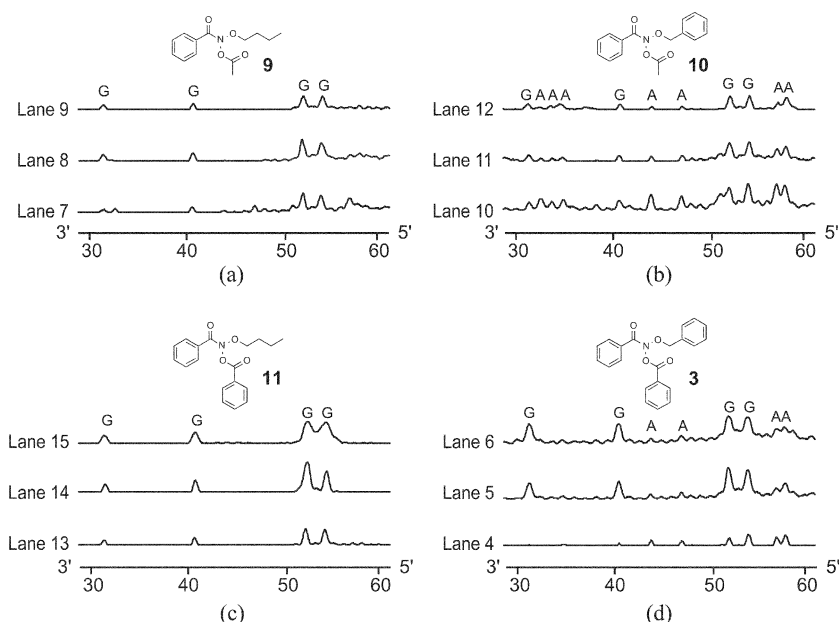 O
N O
O O
9
G G G G
Lane 9
Lane 8
Lane 7
3' 5'
30 40 50 60
(a)
O
N O
O O
10
G A A A G A A G G A A
Lane 12
Lane 11
Lane 10
3' 5'
30 40 50 60
(b)
O
N O
O O
11
G G G G
Lane 15
Lane 14
Lane 13
3' 5'
30 40 50 60
(c)
O
N O
O O
3
G G A A G G A A
Lane 6
Lane 5
Lane 4
3' 5'
30 40 50 60
(d)